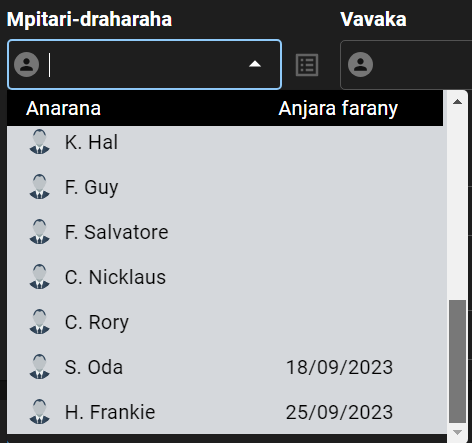 Mpitari-draharaha Vavaka
Anarana Anjara farany
K. Hal
F. Guy
F. Salvatore
C. Nicklaus
C. Rory
S. Oda 18/09/2023
H. Frankie 25/09/2023